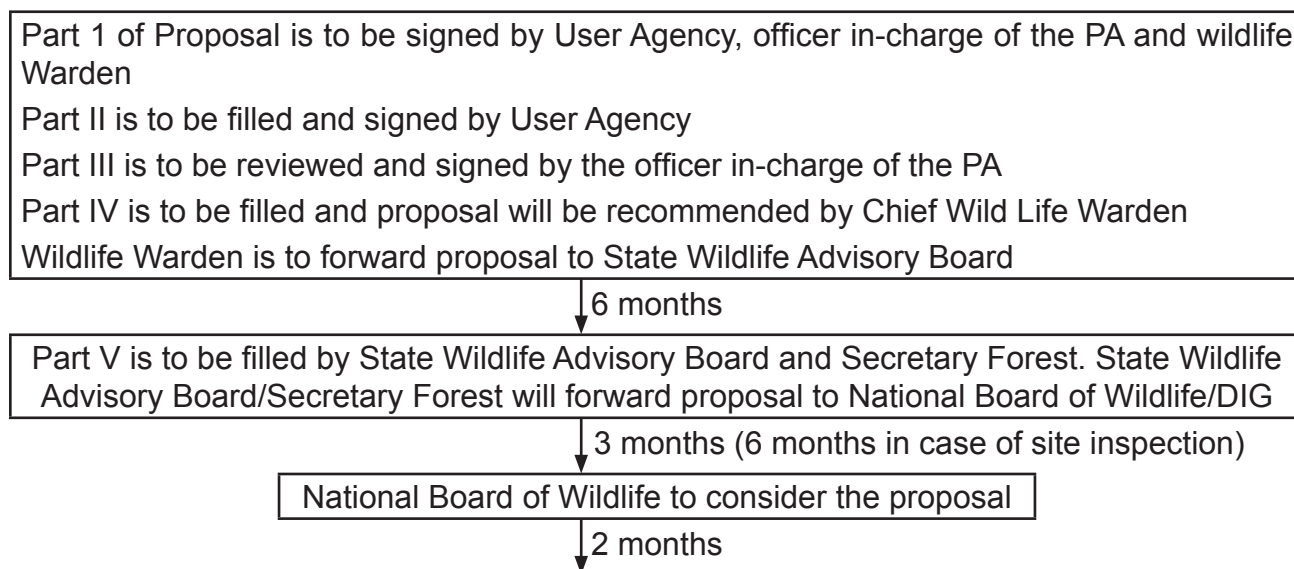 Part 1 of Proposal is to be signed by User Agency, officer in-charge of the PA and wildlife
Warden
Part II is to be filled and signed by User Agency
Part III is to be reviewed and signed by the officer in-charge of the PA
Part IV is to be filled and proposal will be recommended by Chief Wild Life Warden
Wildlife Warden is to forward proposal to State Wildlife Advisory Board
6 months
Part V is to be filled by State Wildlife Advisory Board and Secretary Forest. State Wildlife
Advisory Board/Secretary Forest will forward proposal to National Board of Wildlife/DIG
3 months (6 months in case of site inspection)
National Board of Wildlife to consider the proposal
2 months